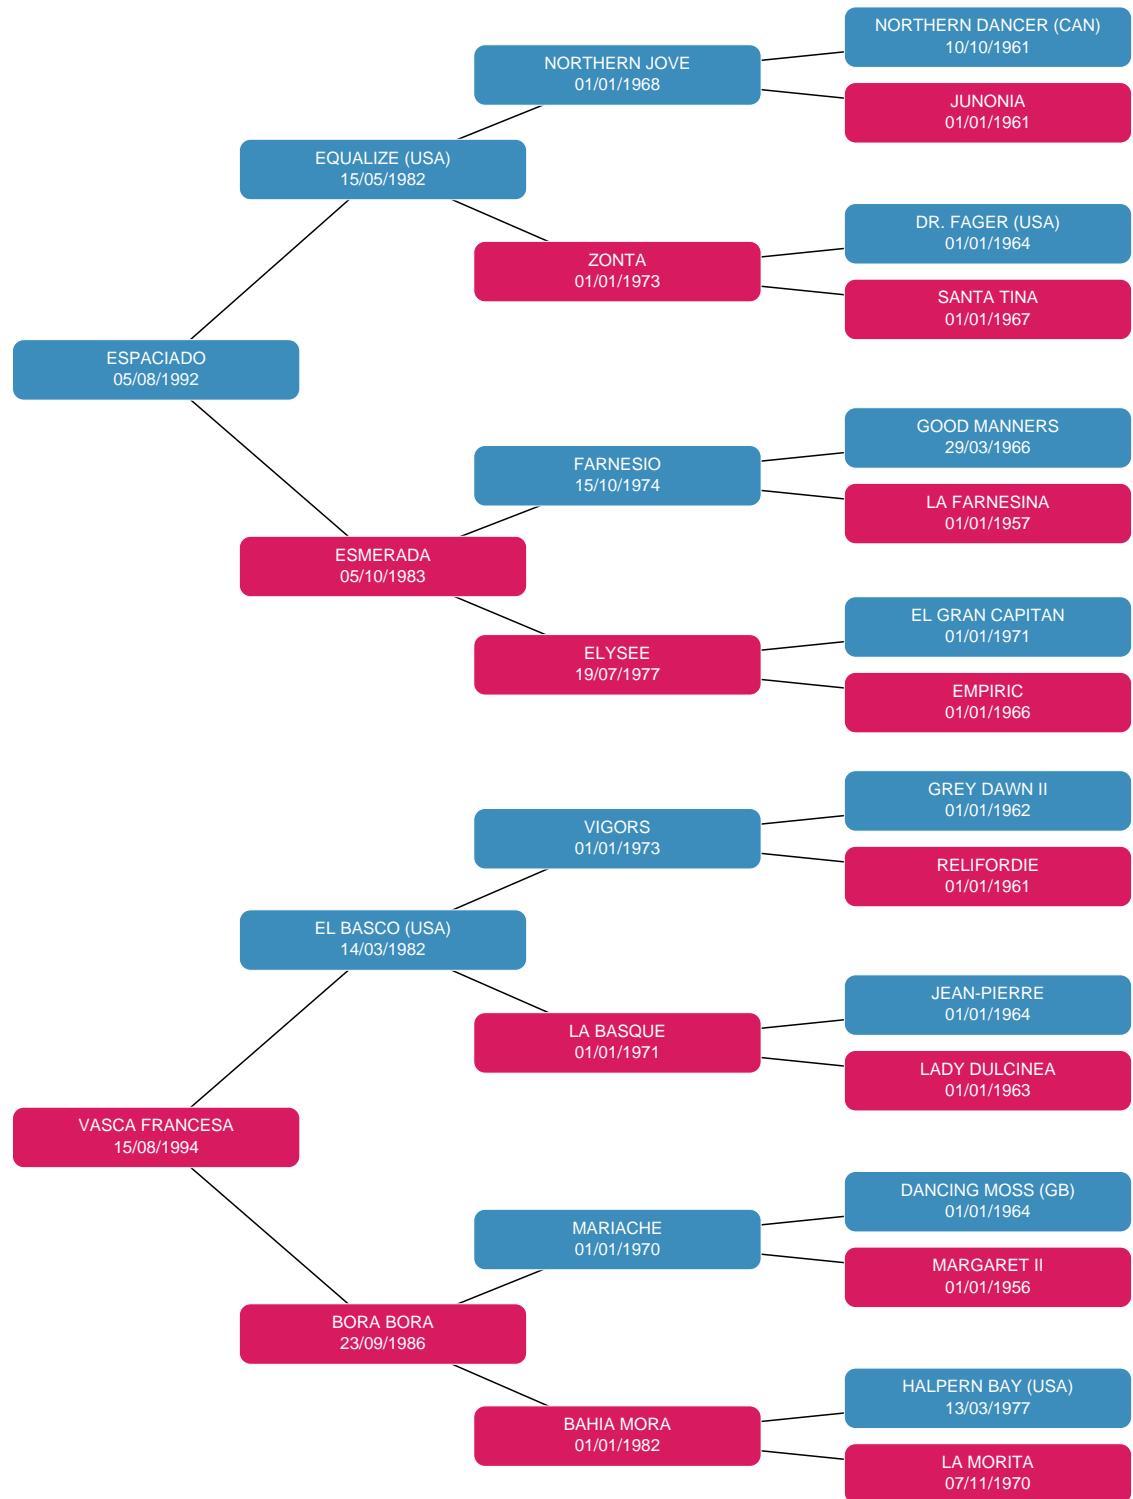 NORTHERN DANCER (CAN)
10/10/1961
NORTHERN JOVE
01/01/1968
JUNONIA
01/01/1961
EQUALIZE (USA)
15/05/1982
DR. FAGER (USA)
01/01/1964
ZONTA
01/01/1973
SANTA TINA
01/01/1967
ESPACIADO
05/08/1992
GOOD MANNERS
29/03/1966
FARNESIO
15/10/1974
LA FARNESINA
01/01/1957
ESMERADA
05/10/1983
EL GRAN CAPITAN
01/01/1971
ELYSEE
19/07/1977
EMPIRIC
01/01/1966
GREY DAWN II
01/01/1962
VIGORS
01/01/1973
RELIFORDIE
01/01/1961
EL BASCO (USA)
14/03/1982
JEAN-PIERRE
01/01/1964
LA BASQUE
01/01/1971
LADY DULCINEA
01/01/1963
VASCA FRANCESA
15/08/1994
DANCING MOSS (GB)
01/01/1964
MARIACHE
01/01/1970
MARGARET II
01/01/1956
BORA BORA
23/09/1986
HALPERN BAY (USA)
13/03/1977
BAHIA MORA
01/01/1982
LA MORITA
07/11/1970